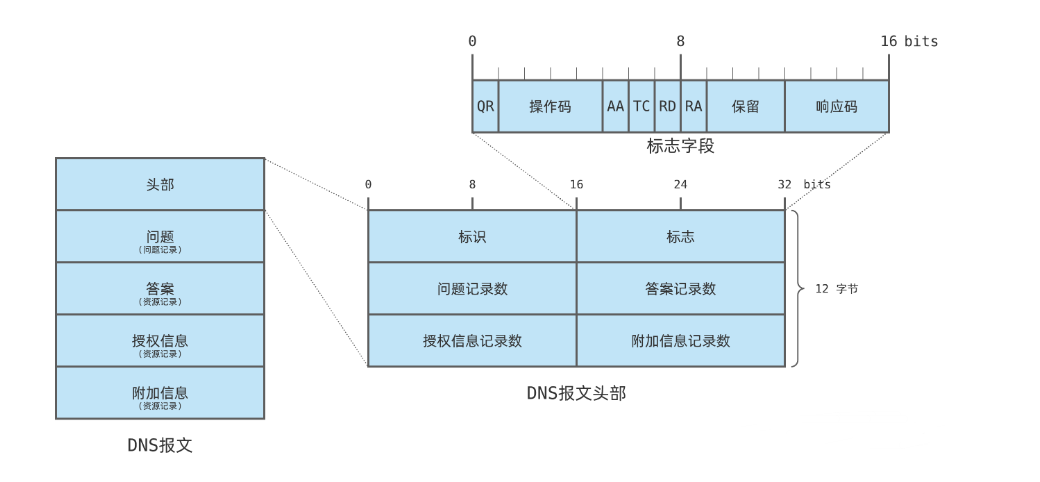 0 8 16 bits
QR 操作码 AA TC RD RA 保留 响应码
标志字段
头部
问题
(问题记录)
答案
(资源记录)
授权信息
(资源记录)
附加信息
(资源记录)
DNS报文
0 8 16 24 32 bits
标识 标志
问题记录数 答案记录数
授权信息记录数 附加信息记录数
12 字节
DNS报文头部